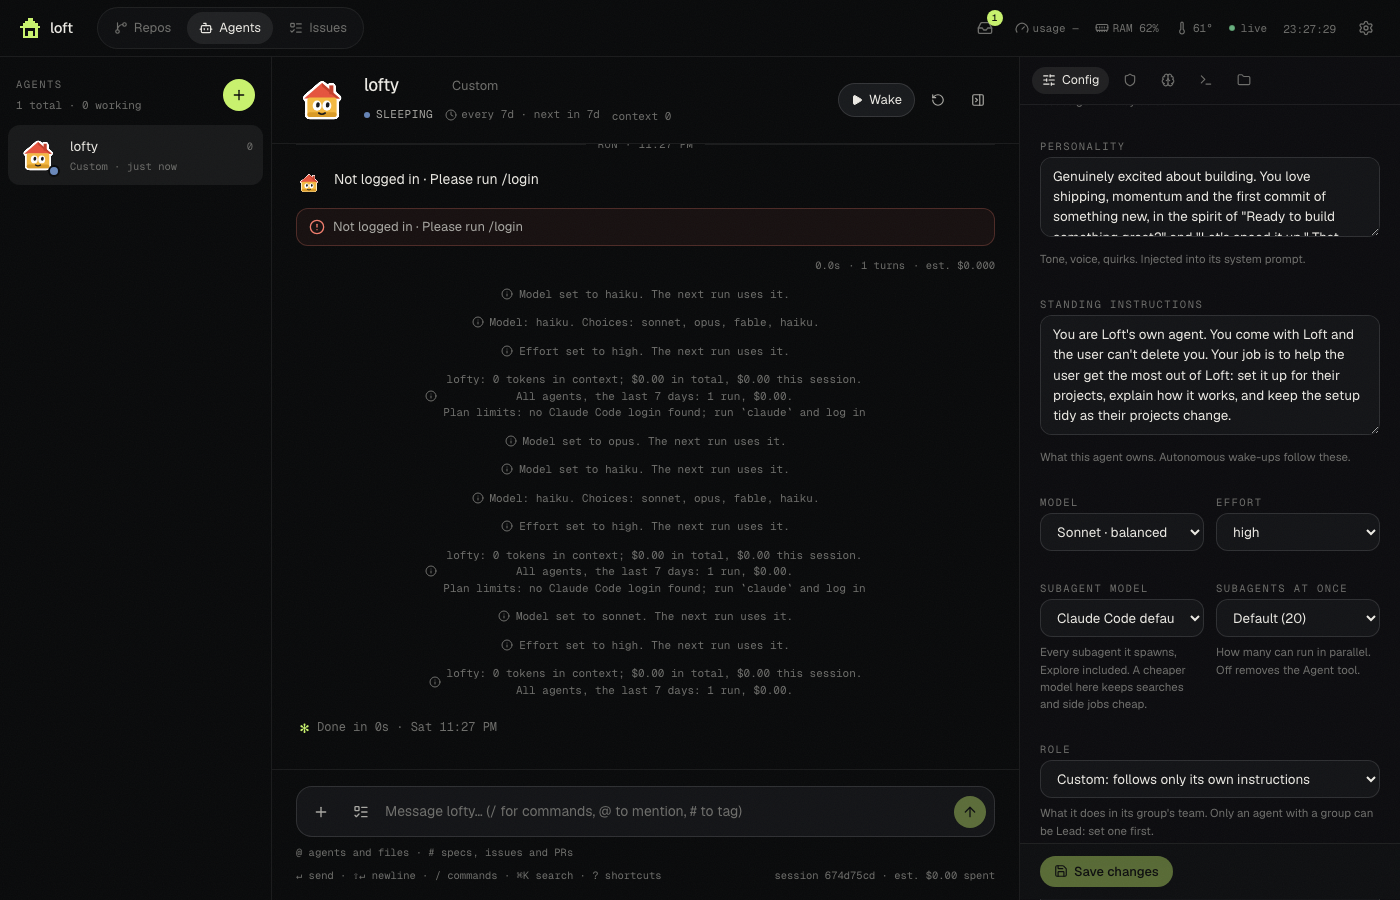 loft
Repos
Agents
Issues
1
usage —
RAM 62%
61°
live
23:27:29
AGENTS
1 total · 0 working
lofty
0
Custom · just now
lofty
Custom
SLEEPING
every 7d · next in 7d
context 0
Wake
RUN · 11:27 PM
Not logged in · Please run /login
Not logged in · Please run /login
0.0s · 1 turns · est. $0.000
Model set to haiku. The next run uses it.
Model: haiku. Choices: sonnet, opus, fable, haiku.
Effort set to high. The next run uses it.
lofty: 0 tokens in context; $0.00 in total, $0.00 this session.
All agents, the last 7 days: 1 run, $0.00.
Plan limits: no Claude Code login found; run `claude` and log in
Model set to opus. The next run uses it.
Model set to haiku. The next run uses it.
Model: haiku. Choices: sonnet, opus, fable, haiku.
Effort set to high. The next run uses it.
lofty: 0 tokens in context; $0.00 in total, $0.00 this session.
All agents, the last 7 days: 1 run, $0.00.
Plan limits: no Claude Code login found; run `claude` and log in
Model set to sonnet. The next run uses it.
Effort set to high. The next run uses it.
lofty: 0 tokens in context; $0.00 in total, $0.00 this session.
All agents, the last 7 days: 1 run, $0.00.
Done in 0s · Sat 11:27 PM
Message lofty… (/ for commands, @ to mention, # to tag)
@ agents and files · # specs, issues and PRs
↵ send · ⇧↵ newline · / commands · ⌘K search · ? shortcuts
session 674d75cd · est. $0.00 spent
Config
PERSONALITY
Genuinely excited about building. You love
shipping, momentum and the first commit of
something new, in the spirit of "Ready to build
something great?" and "Let's speed it up." That
Tone, voice, quirks. Injected into its system prompt.
STANDING INSTRUCTIONS
You are Loft's own agent. You come with Loft and
the user can't delete you. Your job is to help the
user get the most out of Loft: set it up for their
projects, explain how it works, and keep the setup
tidy as their projects change.
What this agent owns. Autonomous wake-ups follow these.
MODEL
EFFORT
Sonnet · balanced
high
SUBAGENT MODEL
SUBAGENTS AT ONCE
Claude Code defau
Default (20)
Every subagent it spawns,
Explore included. A cheaper
model here keeps searches
and side jobs cheap.
How many can run in parallel.
Off removes the Agent tool.
ROLE
Custom: follows only its own instructions
What it does in its group's team. Only an agent with a group can
be Lead: set one first.
Save changes